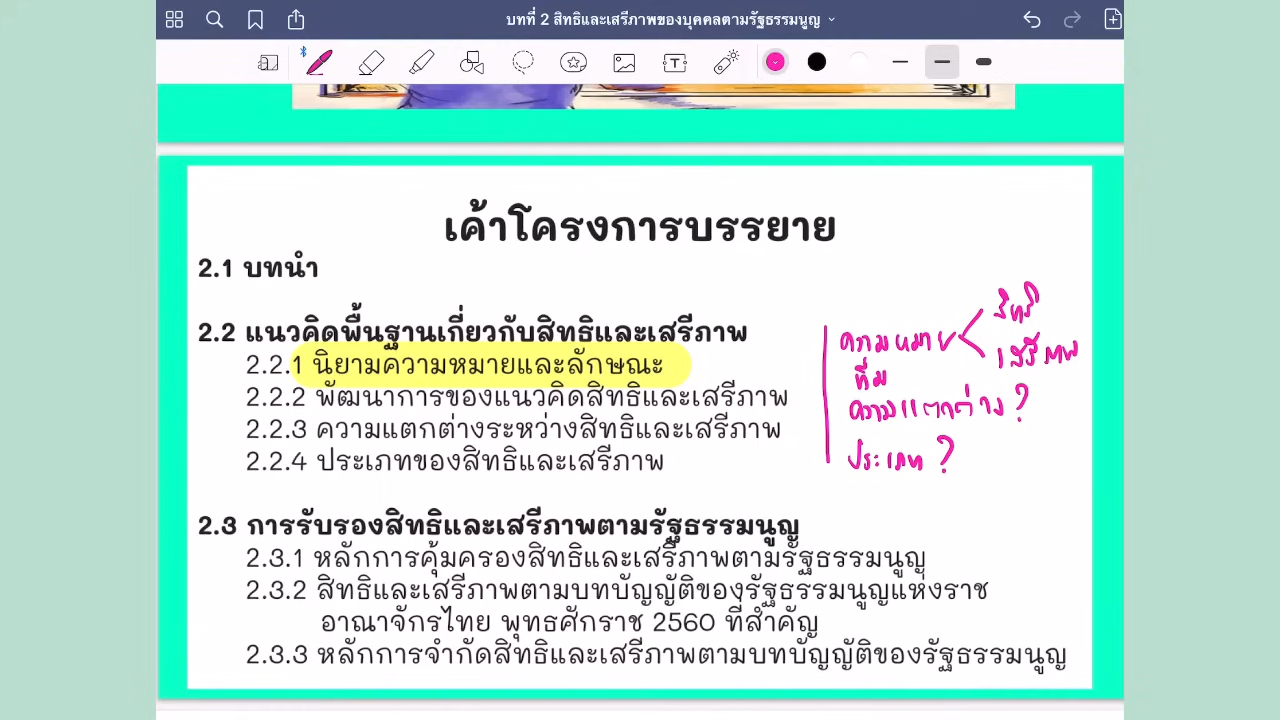 บทที่ 2 สิทธิและเสรีภาพของบุคคลตามรัฐธรรมนูญ
เค้าโครงการบรรยาย
2.1 บทนำ
2.2 แนวคิดพื้นฐานเกี่ยวกับสิทธิและเสรีภาพ
2.2.1 นิยามความหมายและลักษณะ
2.2.2 พัฒนาการของแนวคิดสิทธิและเสรีภาพ
2.2.3 ความแตกต่างระหว่างสิทธิและเสรีภาพ
2.2.4 ประเภทของสิทธิและเสรีภาพ
ความหมาย
สิทธิ
เสรีภาพ
ที่มา
ความแตกต่าง ?
ประเภท ?
2.3 การรับรองสิทธิและเสรีภาพตามรัฐธรรมนูญ
2.3.1 หลักการคุ้มครองสิทธิและเสรีภาพตามรัฐธรรมนูญ
2.3.2 สิทธิและเสรีภาพตามบทบัญญัติของรัฐธรรมนูญแห่งราช
อาณาจักรไทย พุทธศักราช 2560 ที่สำคัญ
2.3.3 หลักการจำกัดสิทธิและเสรีภาพตามบทบัญญัติของรัฐธรรมนูญ